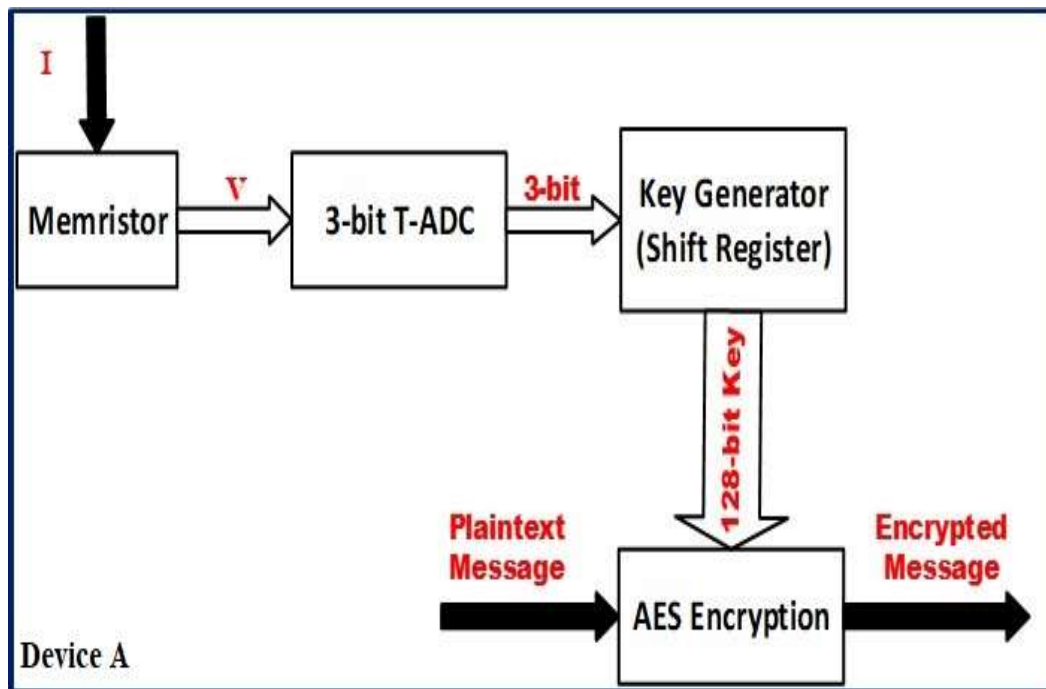 I
Memristor
V
3-bit T-ADC
3-bit
Key Generator
(Shift Register)
128-bit Key
Plaintext
Message
AES Encryption
Encrypted
Message
Device A